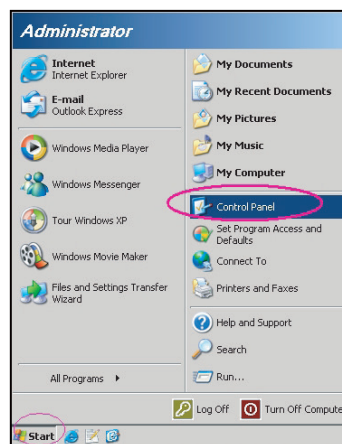 Administrator
Internet
Internet Explorer
E-mail
Outlook Express
Windows Media Player
Windows Messenger
Tour Windows XP
Windows Movie Maker
Files and Settings Transfer
Wizard
All Programs
My Documents
My Recent Documents
My Pictures
My Music
My Computer
Control Panel
Set Program Access and
Defaults
Connect To
Printers and Faxes
Help and Support
Search
Run...
Log Off
Turn Off Compute
Start